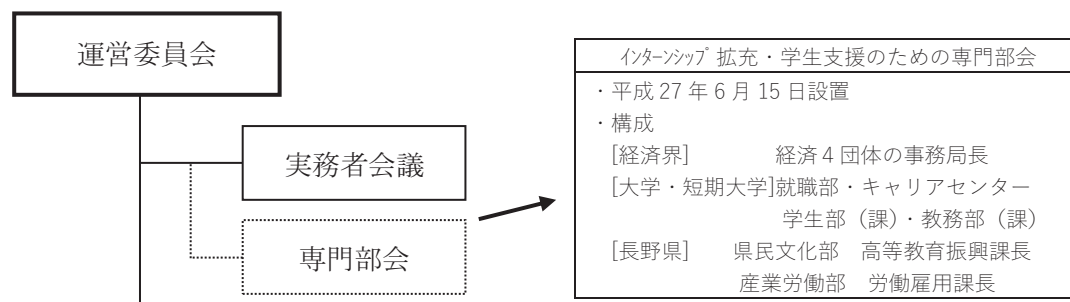 運営委員会
実務者会議
専門部会
インターンシップ拡充・学生支援のための専門部会
・平成 27 年 6 月 15 日設置
・構成
[経済界] 経済 4 団体の事務局長
[大学・短期大学]就職部・キャリアセンター
学生部（課）・教務部（課）
[長野県] 県民文化部 高等教育振興課長
産業労働部 労働雇用課長